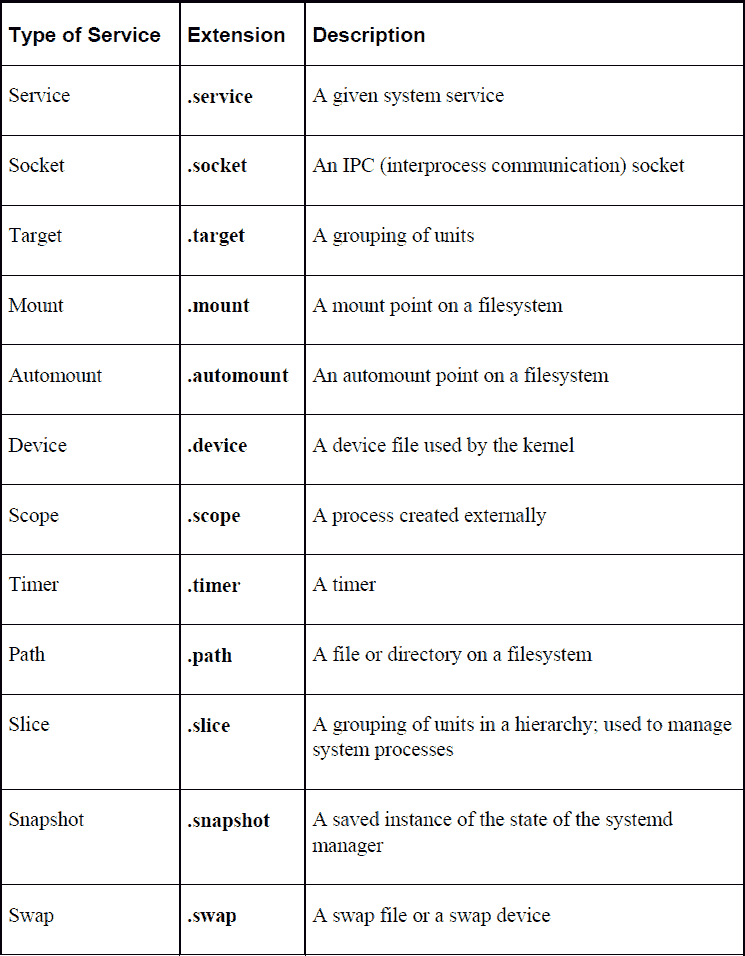 Type of Service Extension Description
Service .service A given system service
Socket .socket An IPC (interprocess communication) socket
Target .target A grouping of units
Mount .mount A mount point on a filesystem
Automount .automount An automount point on a filesystem
Device .device A device file used by the kernel
Scope .scope A process created externally
Timer .timer A timer
Path .path A file or directory on a filesystem
Slice .slice A grouping of units in a hierarchy; used to manage
system processes
Snapshot .snapshot A saved instance of the state of the systemd
manager
Swap .swap A swap file or a swap device